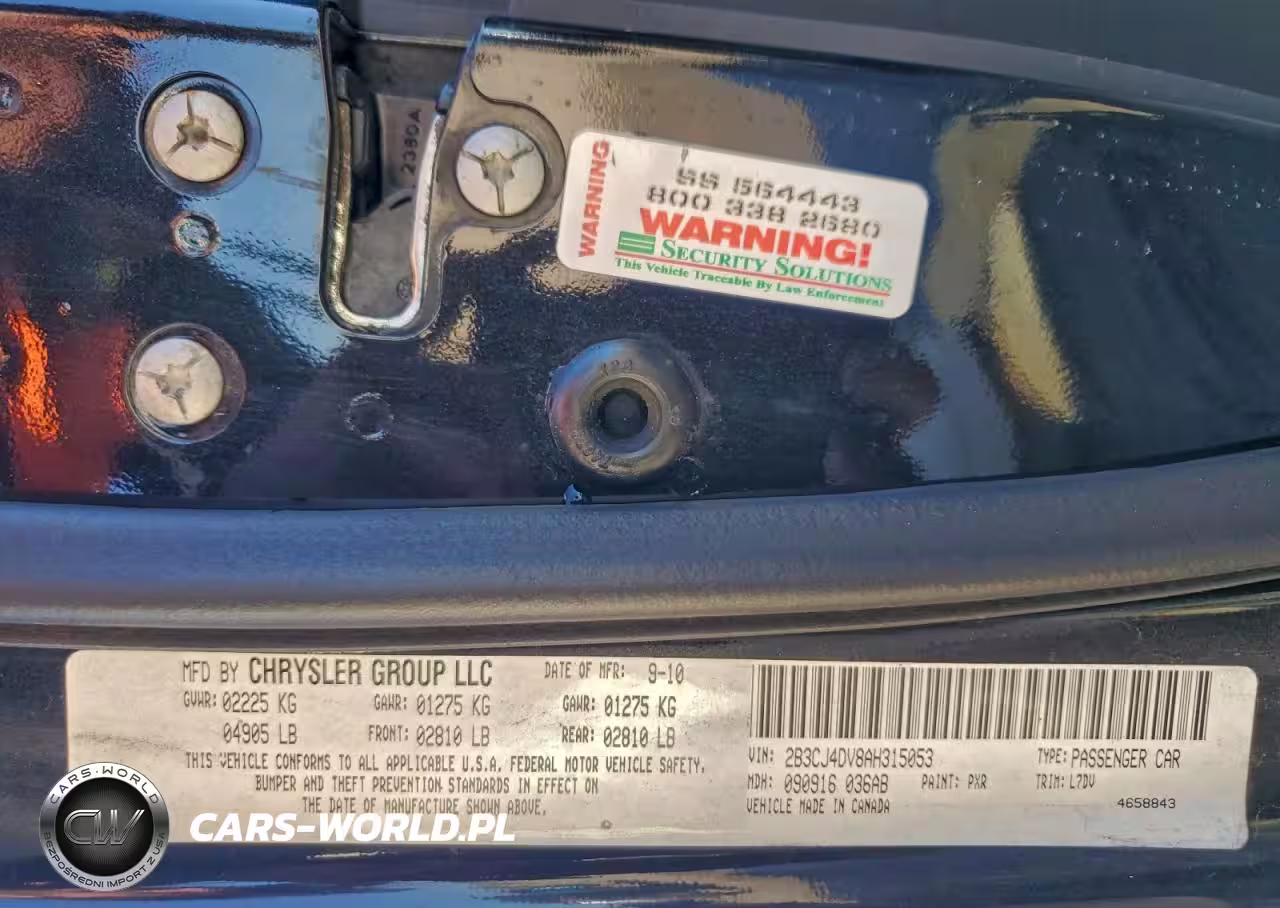 2380A
WARNING
SS 564443
800 338 2680
WARNING!
SECURITY SOLUTIONS
This Vehicle Traceable By Law Enforcement
MFD BY CHRYSLER GROUP LLC DATE OF MFR: 9-10
GVWR: 02225 KG GAWR: 01275 KG GAWR: 01275 KG
04905 LB FRONT: 02810 LB REAR: 02810 LB
THIS VEHICLE CONFORMS TO ALL APPLICABLE U.S.A. FEDERAL MOTOR VEHICLE SAFETY,
BUMPER AND THEFT PREVENTION STANDARDS IN EFFECT ON
THE DATE OF MANUFACTURE SHOWN ABOVE.
VIN: 2B3CJ4DV8AH315053 TYPE: PASSENGER CAR
MDH: 090916 036AB PAINT: PXR TRIM: L7DV
VEHICLE MADE IN CANADA 4658843
CARS-WORLD
CW
BEZPOŚREDNI IMPORT Z USA
CARS-WORLD.PL